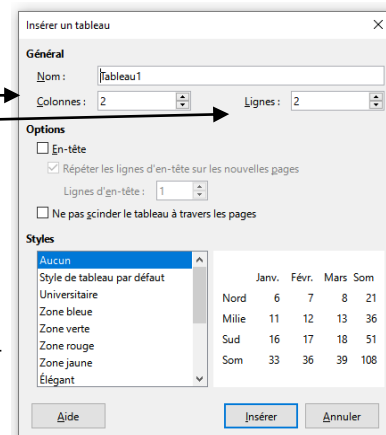 Insérer un tableau
Général
Nom : Tableau1
Colonnes : 2 Lignes : 2
Options
En-tête
Répéter les lignes d'en-tête sur les nouvelles pages
Lignes d'en-tête : 1
Ne pas scinder le tableau à travers les pages
Styles
Aucun
Style de tableau par défaut
Universitaire
Zone bleue
Zone verte
Zone rouge
Zone jaune
Élégant
Janv. Févr. Mars Som
Nord 6 7 8 21
Milie 11 12 13 36
Sud 16 17 18 51
Som 33 36 39 108
Aide Insérer Annuler